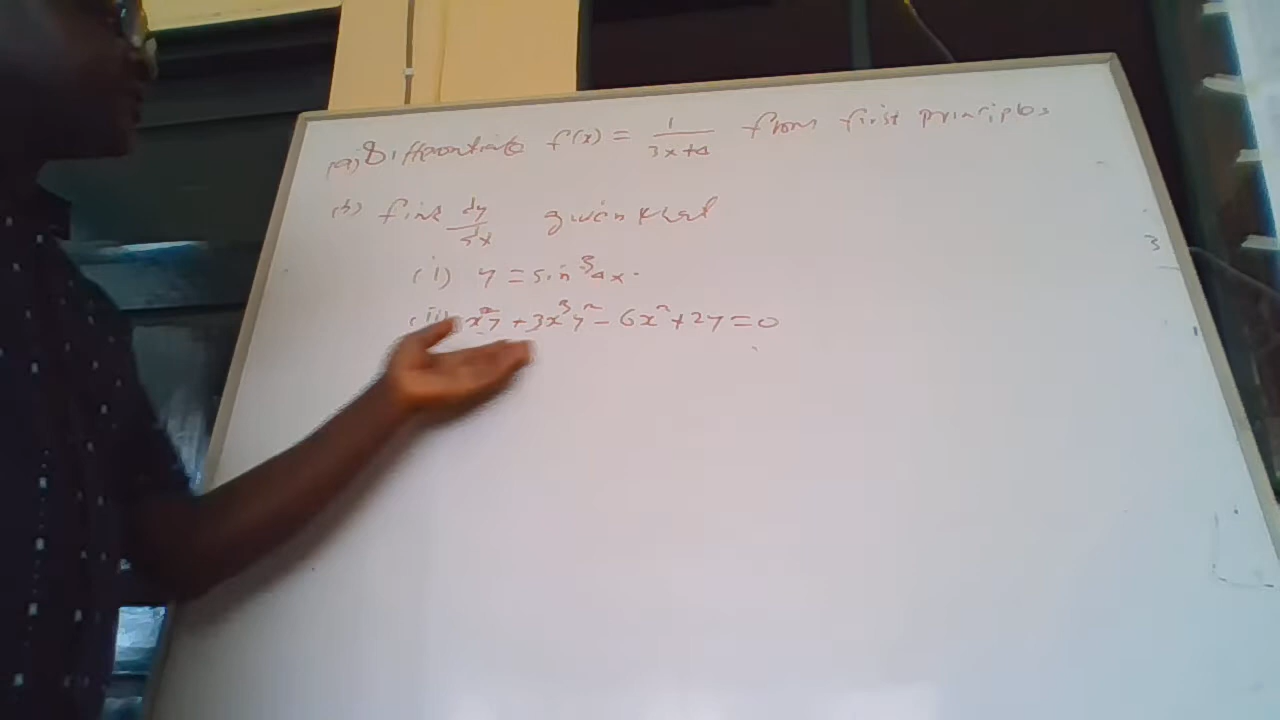 (a) Differentiate f(x) = 1/(3x+4) from first principles
(b) find dy/dx given that
(i) y = sin³4x.
(ii) x²y + 3x³y² - 6x² + 2y = 0
3